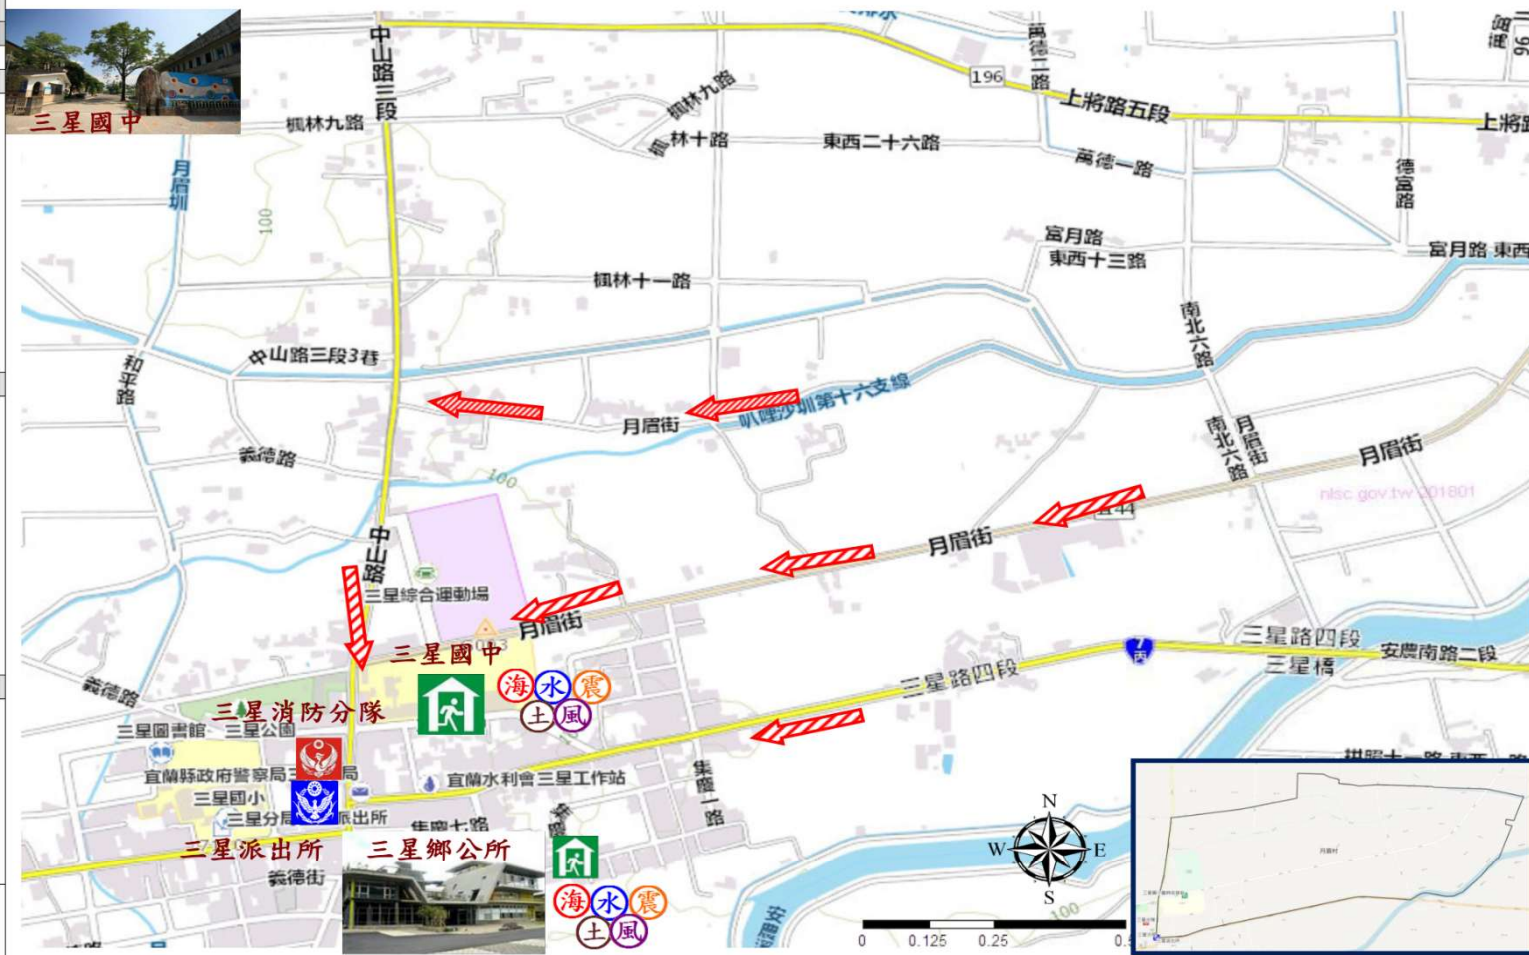 三星國中
中山路三段
萬德二路
196
上將路五段
上將路
楓林九路
楓林九路
楓林十路
東西二十六路
萬德一路
德富路
月眉圳
100
富月路
東西十三路
富月路 東西
楓林十一路
南北六路
和平路
中山路三段3巷
叭哩沙圳第十六支線
月眉街
南北六路
月眉街
月眉街
義德路
100
nlsc.gov.tw 201801
月眉街
中山路
三星綜合運動場
月眉街
三星國中
海 水 震
土 風
三星路四段
7
丙
三星路四段
三星橋
安農南路二段
義德路
三星消防分隊
三星圖書館
三星公園
宜蘭縣政府警察局三
局
三星國小
宜蘭水利會三星工作站
集慶一路
三星分局
派出所
集慶七路
三星派出所
三星鄉公所
義德街
海 水 震
土 風
N
W E
S
100
0 0.125 0.25
月眉村